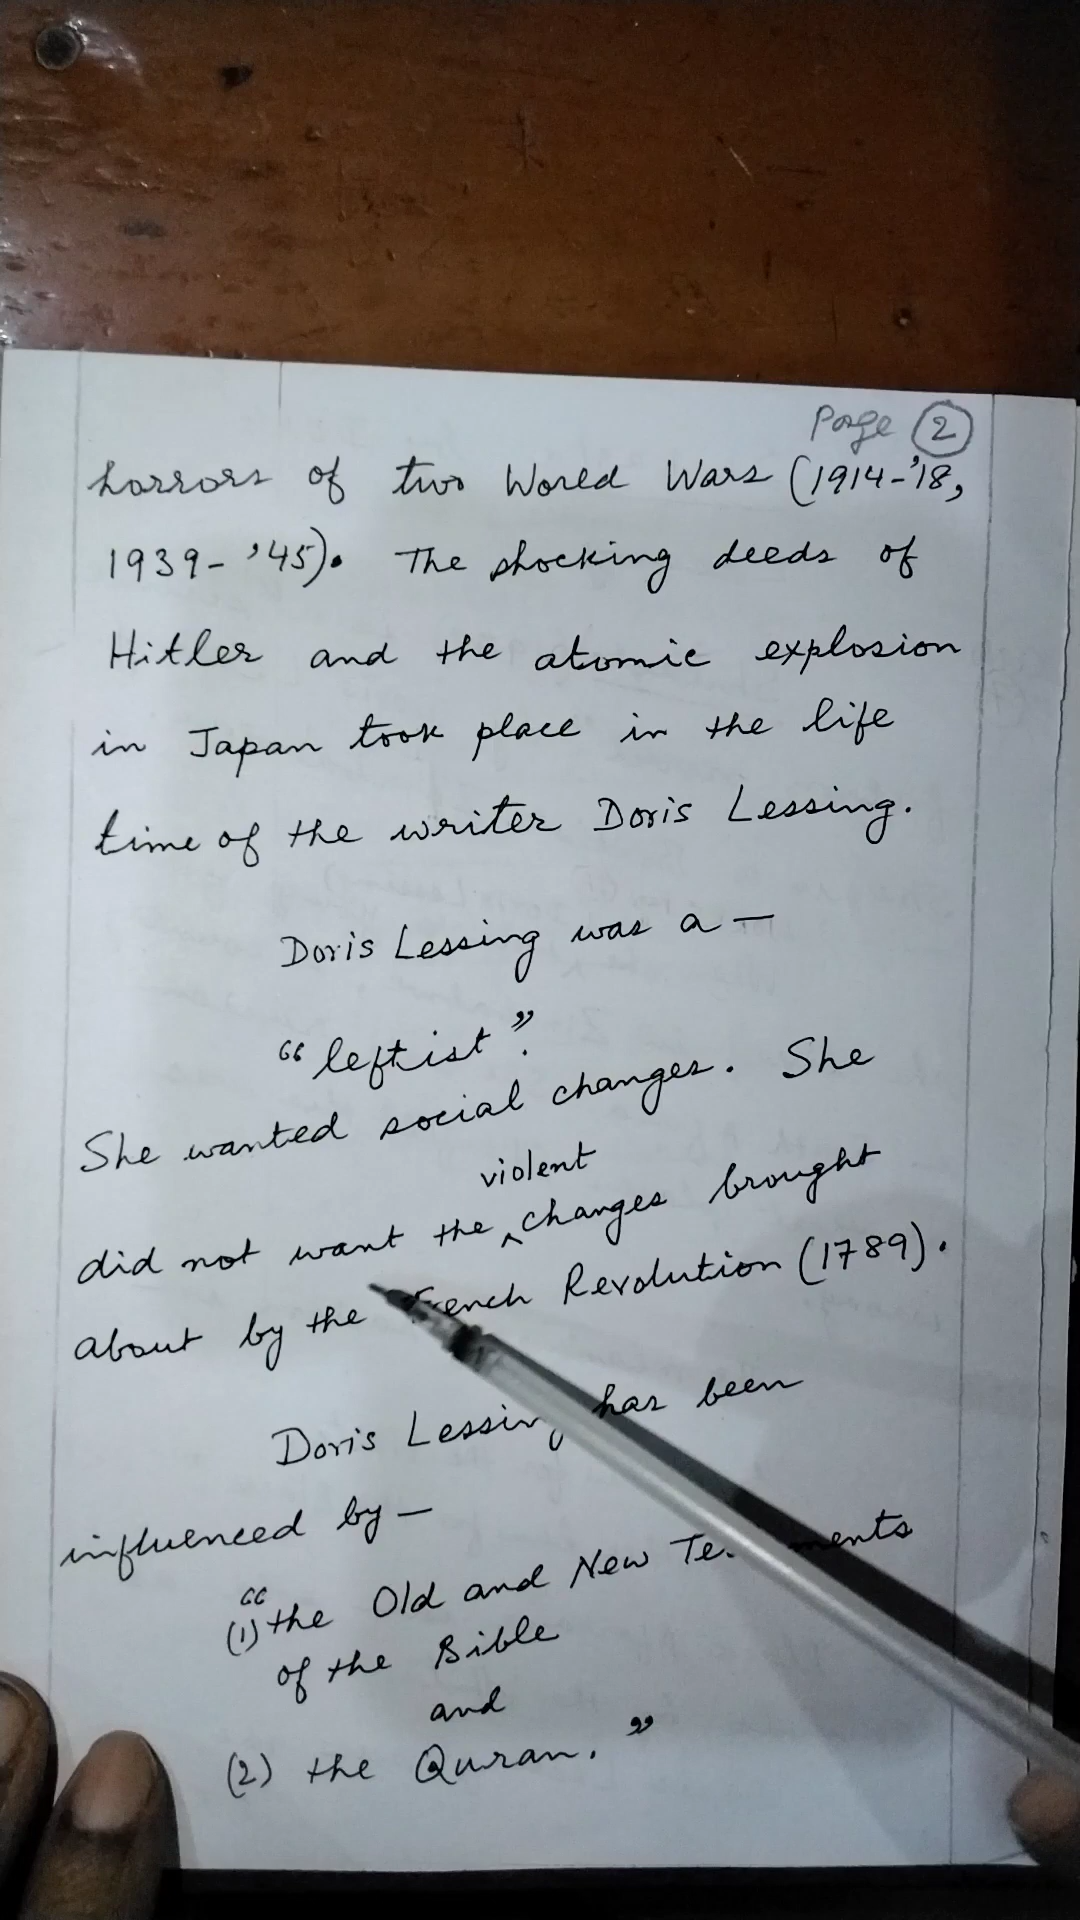 Page 2
horrors of two World Wars (1914-'18,
1939-'45). The shocking deeds of
Hitler and the atomic explosion
in Japan took place in the life
time of the writer Doris Lessing.
Doris Lessing was a —
"leftist".
She wanted social changes. She
violent
did not want the ‸ changes brought
about by the French Revolution (1789).
Doris Lessing has been
influenced by —
"(1) the Old and New
of the Bible
and
(2) the Quran."